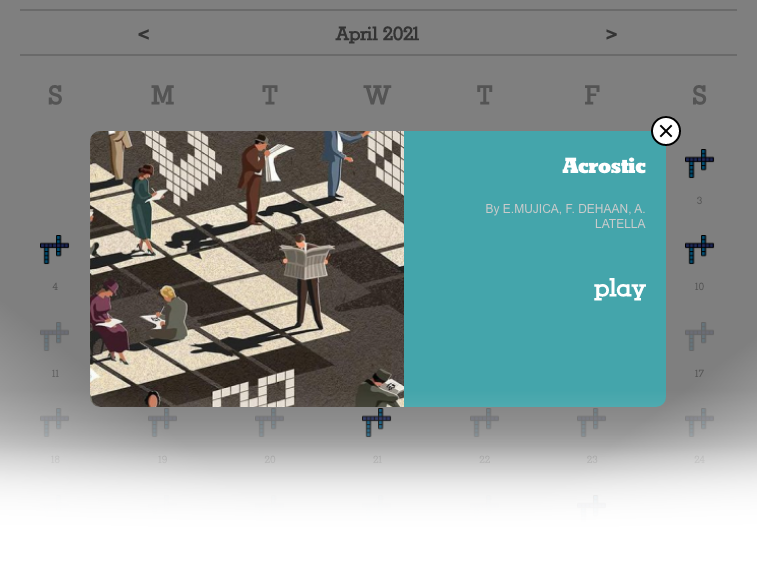 <
April 2021
>
S
M
T
W
T
F
S
Acrostic
By E.MUJICA, F. DEHAAN, A.
LATELLA
play
3
4
10
11
17
18
19
20
21
22
23
24